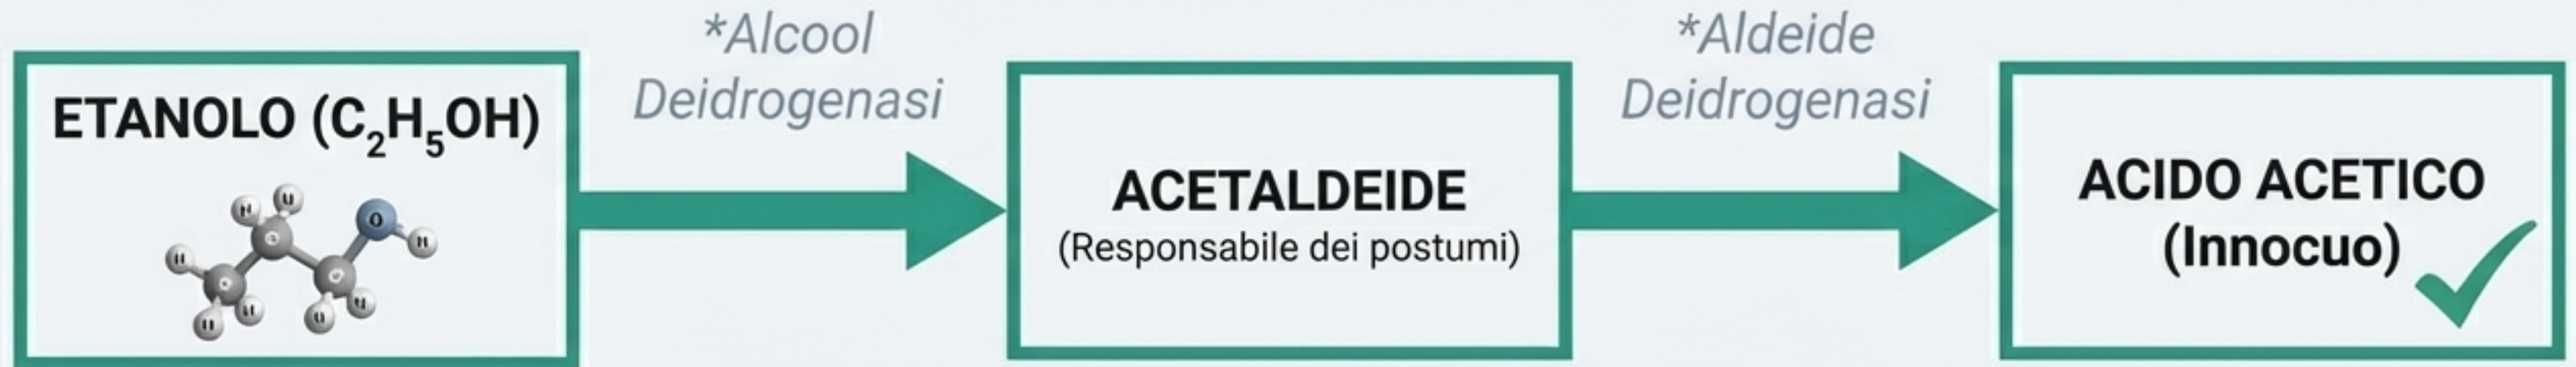 ETANOLO (C₂H₅OH)
*Alcool
Deidrogenasi
ACETALDEIDE
(Responsabile dei postumi)
*Aldeide
Deidrogenasi
ACIDO ACETICO
(Innocuo)